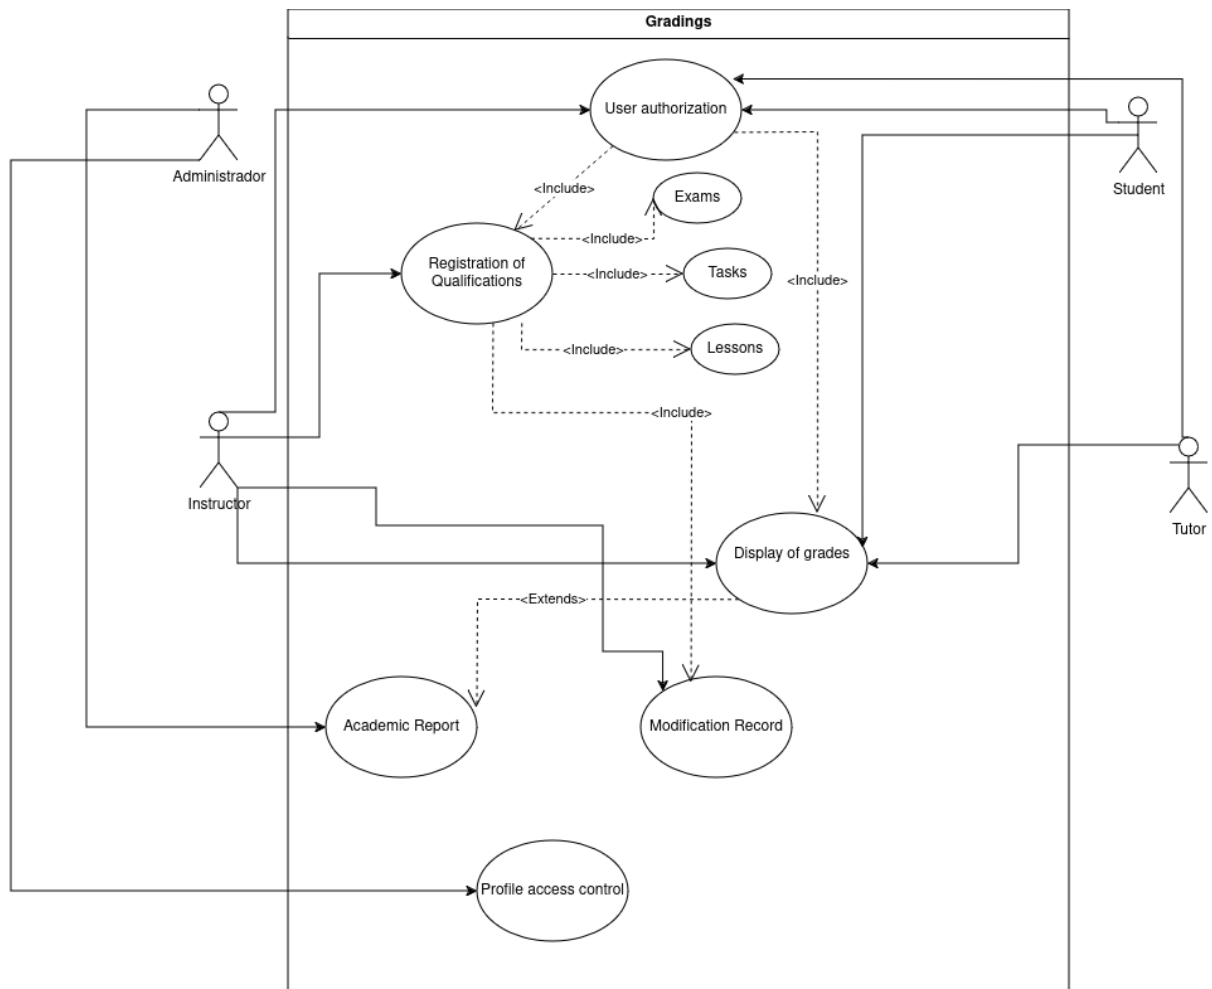 Gradings
User authorization
Administrador
Student
<Include>
Exams
<Include>
Registration of
Qualifications
<Include>
Tasks
<Include>
<Include>
Lessons
<Include>
Instructor
Tutor
Display of grades
<Extends>
Academic Report
Modification Record
Profile access control